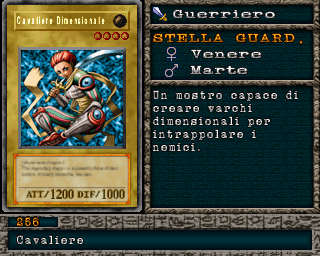 Cavaliere Dimensionale
ATT/1200 DIF/1000
Guerriero
STELLA GUARD.
Venere
Marte
Un mostro capace di
creare varchi
dimensionali per
intrappolare i
nemici.
256
Cavaliere